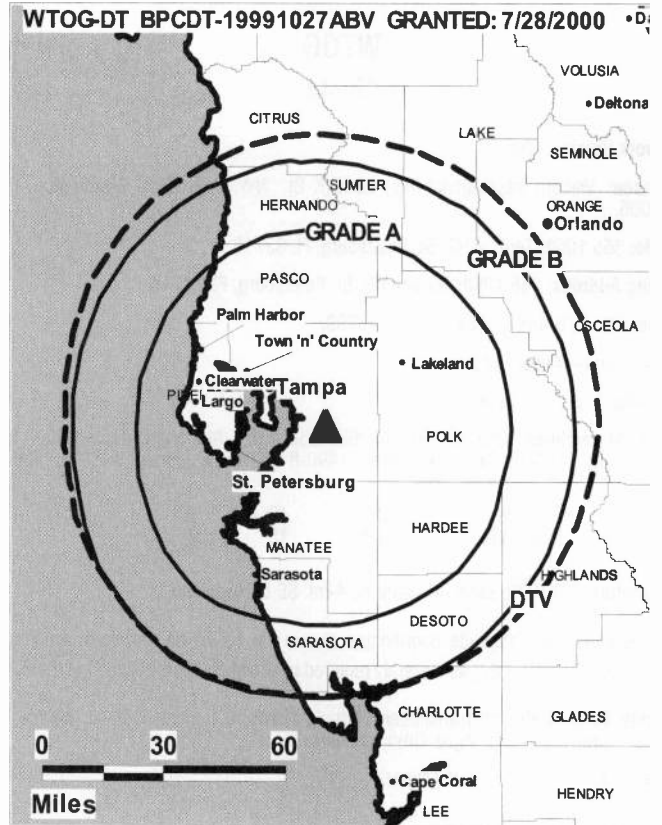 WTOG-DT BPCDT-19991027ABV GRANTED: 7/28/2000
VOLUSIA
Deltona
CITRUS
LAKE
SEMINOLE
SUMTER
HERNANDO
ORANGE
Orlando
GRADE A
GRADE B
PASCO
Palm Harbor
OSCEOLA
Town 'n' Country
Lakeland
Clearwater
Tampa
Largo
POLK
St. Petersburg
HARDEE
MANATEE
Sarasota
HIGHLANDS
DTV
DESOTO
SARASOTA
CHARLOTTE
GLADES
0 30 60
Miles
Cape Coral
HENDRY
LEE